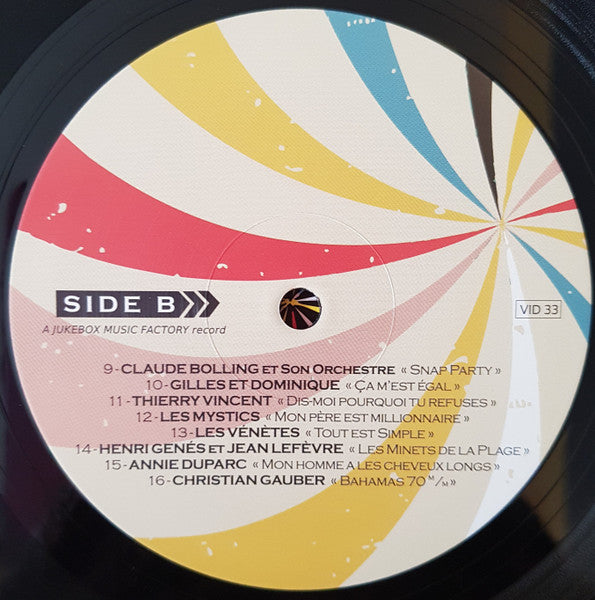 SIDE B
VID 33
A JUKEBOX MUSIC FACTORY record
9-CLAUDE BOLLING ET SON ORCHESTRE « SNAP PARTY »
10-GILLES ET DOMINIQUE « ÇA M'EST ÉGAL »
11-THIERRY VINCENT « DIS-MOI POURQUOI TU REFUSES »
12-LES MYSTICS « MON PÈRE EST MILLIONNAIRE »
13-LES VÉNÈTES « TOUT EST SIMPLE »
14-HENRI GENÉS ET JEAN LEFÈVRE « LES MINETS DE LA PLAGE »
15-ANNIE DUPARC « MON HOMME A LES CHEVEUX LONGS »
16-CHRISTIAN GAUBER « BAHAMAS 70 M/M »